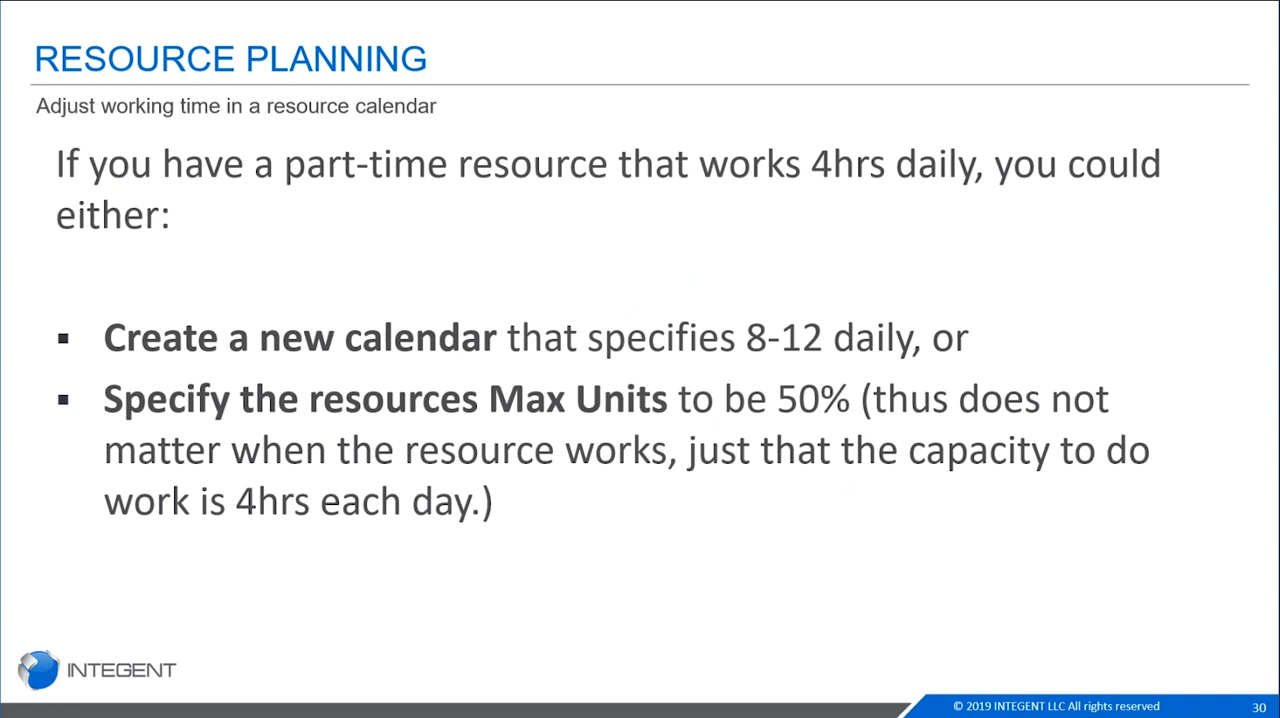 RESOURCE PLANNING
Adjust working time in a resource calendar
If you have a part-time resource that works 4hrs daily, you could
either:
▪ Create a new calendar that specifies 8-12 daily, or
▪ Specify the resources Max Units to be 50% (thus does not
matter when the resource works, just that the capacity to do
work is 4hrs each day.)
INTEGENT
© 2019 INTEGENT LLC All rights reserved
30